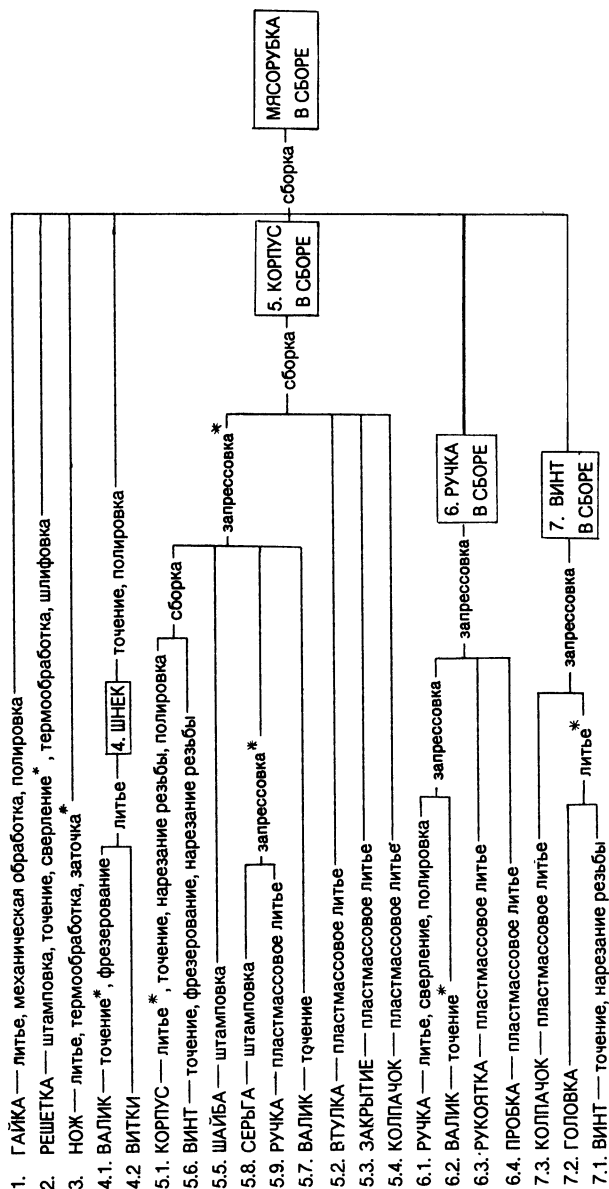 1. ГАЙКА — литье, механическая обработка, полировка
2. РЕШЕТКА — штамповка, точение, сверление*, термообработка, шлифовка
3. НОЖ — литье, термообработка, заточка*
4.1. ВАЛИК — точение*, фрезерование
4.2 ВИТКИ
литье
4. ШНЕК
точение, полировка
5.1. КОРПУС — литье*, точение, нарезание резьбы, полировка
5.6. ВИНТ — точение, фрезерование, нарезание резьбы
сборка
5.5. ШАЙБА — штамповка
5.8. СЕРЬГА — штамповка
5.9. РУЧКА — пластмассовое литье
запрессовка*
5.7. ВАЛИК — точение
запрессовка*
5.2. ВТУЛКА — пластмассовое литье
5.3. ЗАКРЫТИЕ — пластмассовое литье
5.4. КОЛПАЧОК — пластмассовое литье
сборка
5. КОРПУС
В СБОРЕ
6.1. РУЧКА — литье, сверление, полировка
6.2. ВАЛИК — точение*
запрессовка
6.3. РУКОЯТКА — пластмассовое литье
6.4. ПРОБКА — пластмассовое литье
запрессовка
6. РУЧКА
В СБОРЕ
7.3. КОЛПАЧОК — пластмассовое литье
7.2. ГОЛОВКА
7.1. ВИНТ — точение, нарезание резьбы
литье*
запрессовка
7. ВИНТ
В СБОРЕ
сборка
МЯСОРУБКА
В СБОРЕ